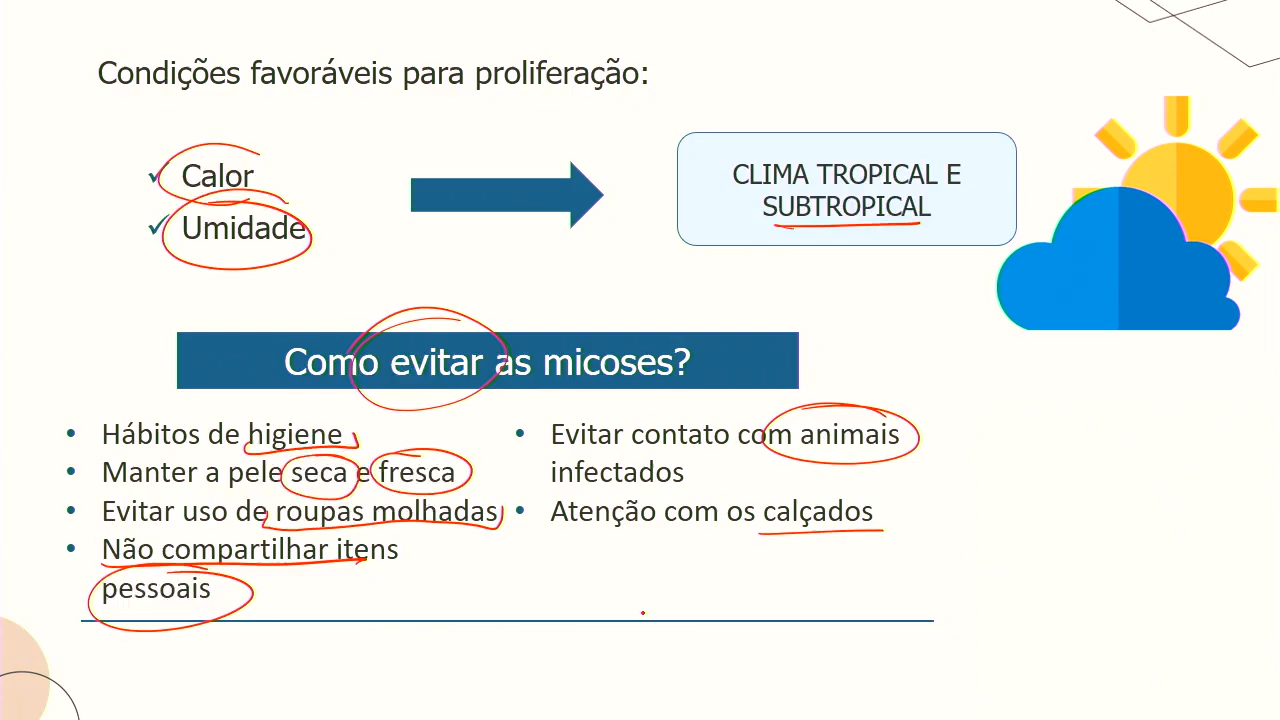 Condições favoráveis para proliferação:
Calor
Umidade
CLIMA TROPICAL E
SUBTROPICAL
Como evitar as micoses?
• Hábitos de higiene
• Manter a pele seca e fresca
• Evitar uso de roupas molhadas
• Não compartilhar itens
pessoais
• Evitar contato com animais
infectados
• Atenção com os calçados